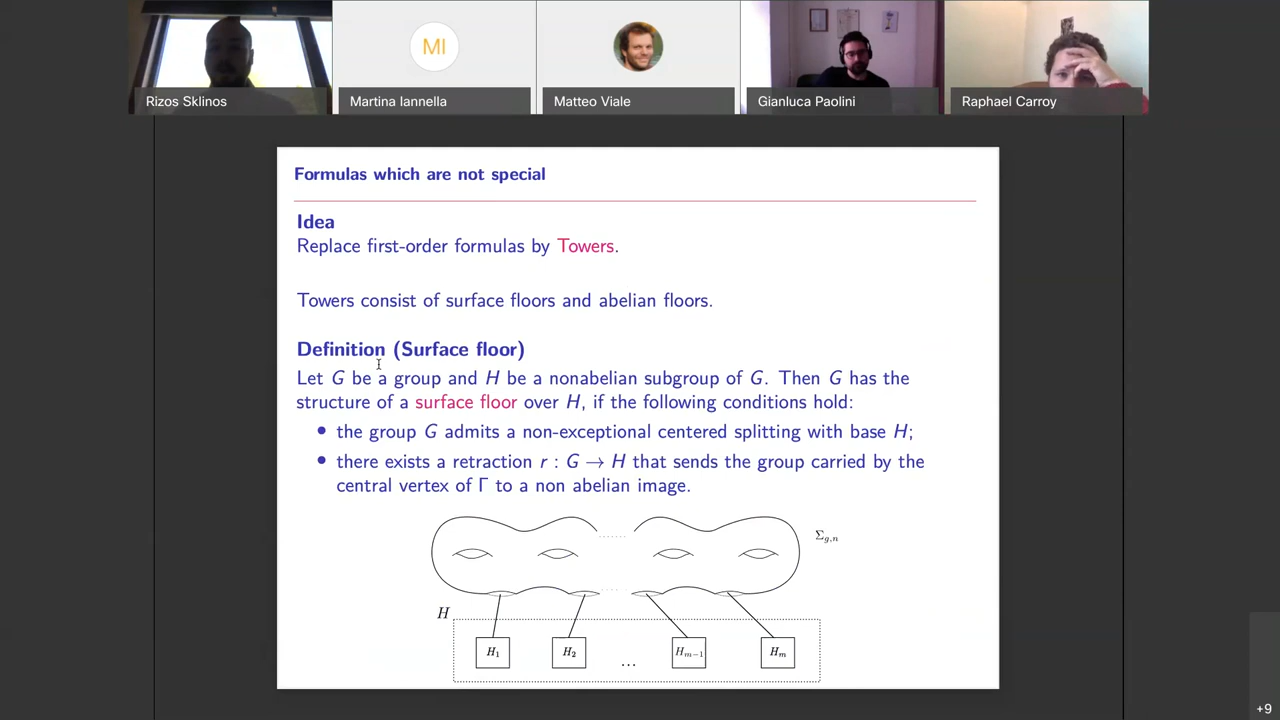 MI
Rizos Sklinos
Martina Iannella
Matteo Viale
Gianluca Paolini
Raphael Carroy
Formulas which are not special
Idea
Replace first-order formulas by Towers.
Towers consist of surface floors and abelian floors.
Definition (Surface floor)
Let G be a group and H be a nonabelian subgroup of G. Then G has the
structure of a surface floor over H, if the following conditions hold:
• the group G admits a non-exceptional centered splitting with base H;
• there exists a retraction r : G → H that sends the group carried by the
central vertex of Γ to a non abelian image.
Σg,n
H
H1 H2 ... Hm−1 Hm
+9